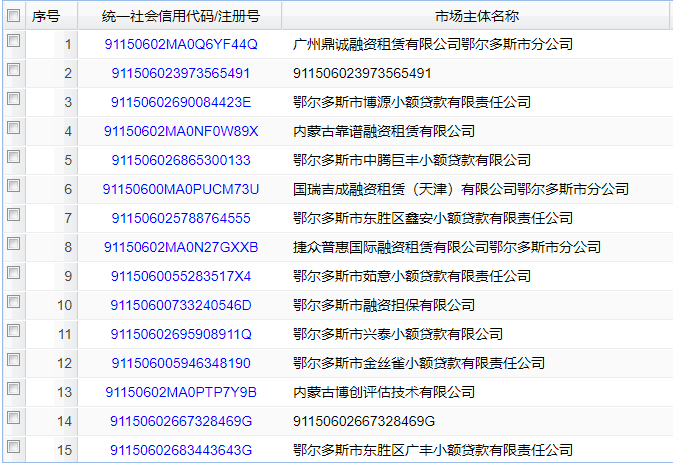 序号 统一社会信用代码/注册号 市场主体名称
1 91150602MA0Q6YF44Q 广州鼎诚融资租赁有限公司鄂尔多斯市分公司
2 911506023973565491 911506023973565491
3 91150602690084423E 鄂尔多斯市博源小额贷款有限责任公司
4 91150602MA0NF0W89X 内蒙古靠谱融资租赁有限公司
5 911506026865300133 鄂尔多斯市中腾巨丰小额贷款有限公司
6 91150600MA0PUCM73U 国瑞吉成融资租赁（天津）有限公司鄂尔多斯市分公司
7 911506025788764555 鄂尔多斯市东胜区鑫安小额贷款有限责任公司
8 91150602MA0N27GXXB 捷众普惠国际融资租赁有限公司鄂尔多斯市分公司
9 9115060055283517X4 鄂尔多斯市茹意小额贷款有限责任公司
10 91150600733240546D 鄂尔多斯市融资担保有限公司
11 91150602695908911Q 鄂尔多斯市兴泰小额贷款有限公司
12 911506005946348190 鄂尔多斯市金丝雀小额贷款有限责任公司
13 91150602MA0PTP7Y9B 内蒙古博创评估技术有限公司
14 91150602667328469G 91150602667328469G
15 91150602683443643G 鄂尔多斯市东胜区广丰小额贷款有限责任公司